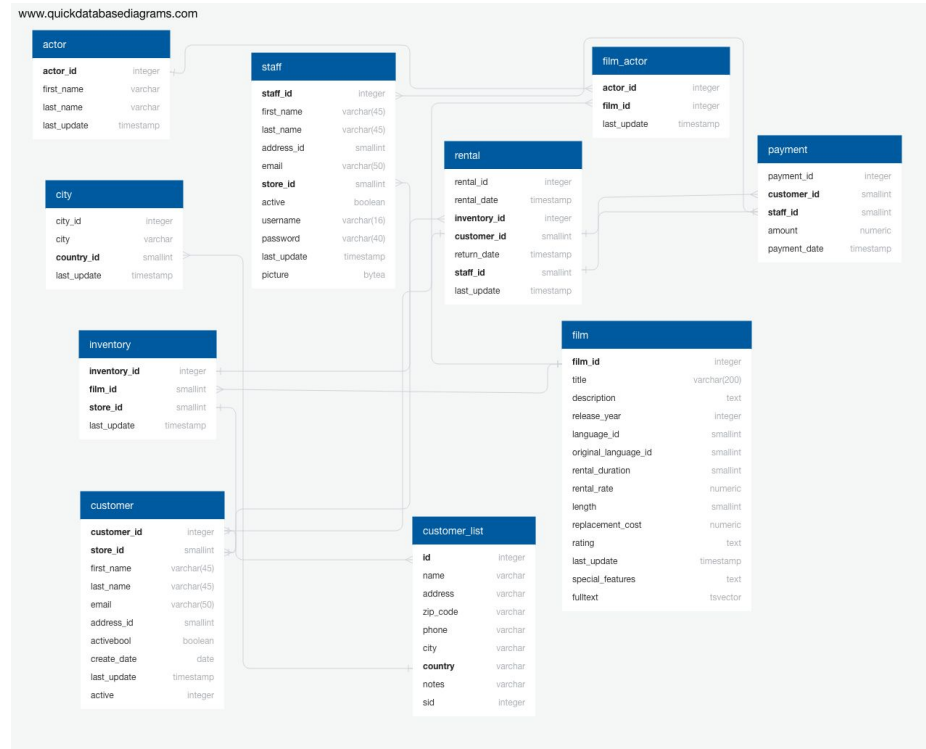 www.quickdatabasediagrams.com
actor
actor_id integer
first_name varchar
last_name varchar
last_update timestamp
staff
staff_id integer
first_name varchar(45)
last_name varchar(45)
address_id smallint
email varchar(50)
store_id smallint
active boolean
username varchar(16)
password varchar(40)
last_update timestamp
picture bytea
film_actor
actor_id integer
film_id integer
last_update timestamp
rental
rental_id integer
rental_date timestamp
inventory_id integer
customer_id smallint
return_date timestamp
staff_id smallint
last_update timestamp
payment
payment_id integer
customer_id smallint
staff_id smallint
amount numeric
payment_date timestamp
city
city_id integer
city varchar
country_id smallint
last_update timestamp
inventory
inventory_id integer
film_id smallint
store_id smallint
last_update timestamp
film
film_id integer
title varchar(200)
description text
release_year integer
language_id smallint
original_language_id smallint
rental_duration smallint
rental_rate numeric
length smallint
replacement_cost numeric
rating text
last_update timestamp
special_features text
fulltext tsvector
customer
customer_id integer
store_id smallint
first_name varchar(45)
last_name varchar(45)
email varchar(50)
address_id smallint
activebool boolean
create_date date
last_update timestamp
active integer
customer_list
id integer
name varchar
address varchar
zip_code varchar
phone varchar
city varchar
country varchar
notes varchar
sid integer